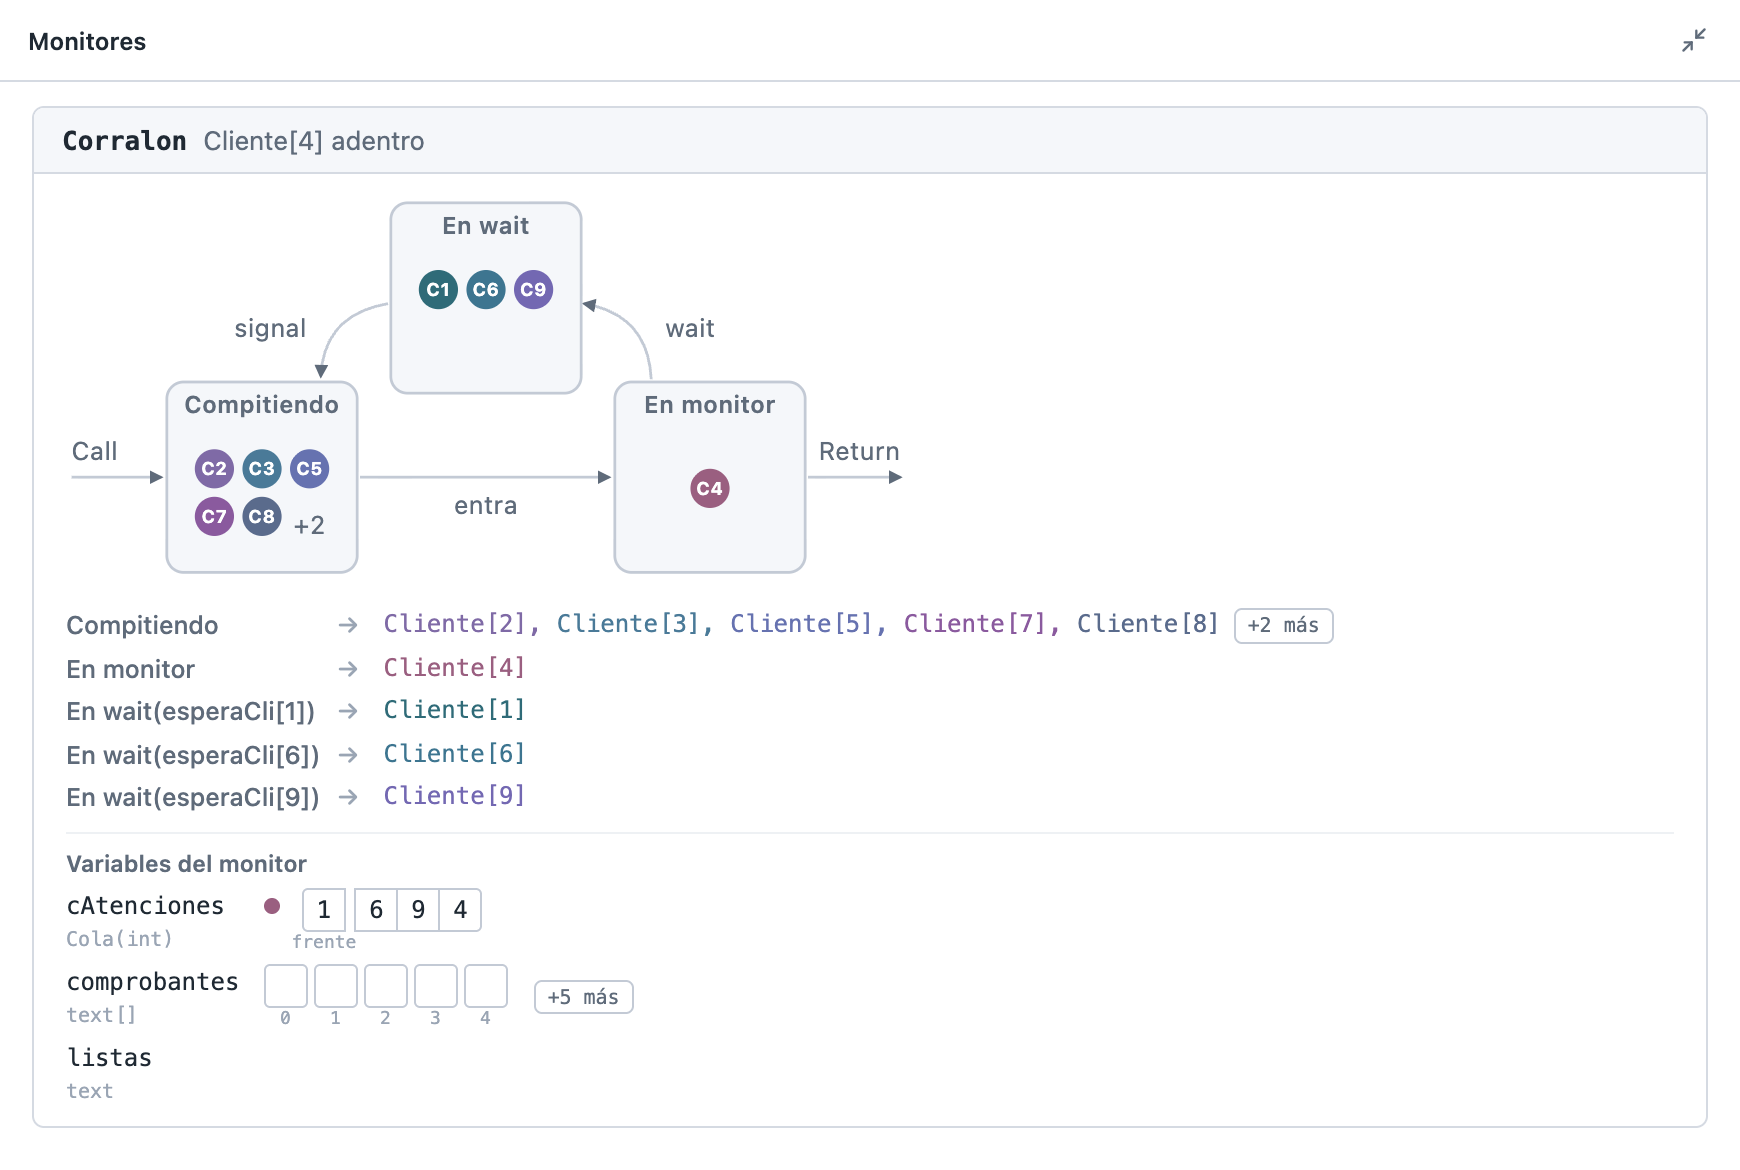 Monitores
Corralon Cliente[4] adentro
En wait
C1 C6 C9
signal
wait
Compitiendo
En monitor
Call
Return
C2 C3 C5
C4
C7 C8 +2
entra
Compitiendo → Cliente[2], Cliente[3], Cliente[5], Cliente[7], Cliente[8] +2 más
En monitor → Cliente[4]
En wait(esperaCli[1]) → Cliente[1]
En wait(esperaCli[6]) → Cliente[6]
En wait(esperaCli[9]) → Cliente[9]
Variables del monitor
cAtenciones 1 6 9 4
Cola(int) frente
comprobantes +5 más
text[] 0 1 2 3 4
listas
text